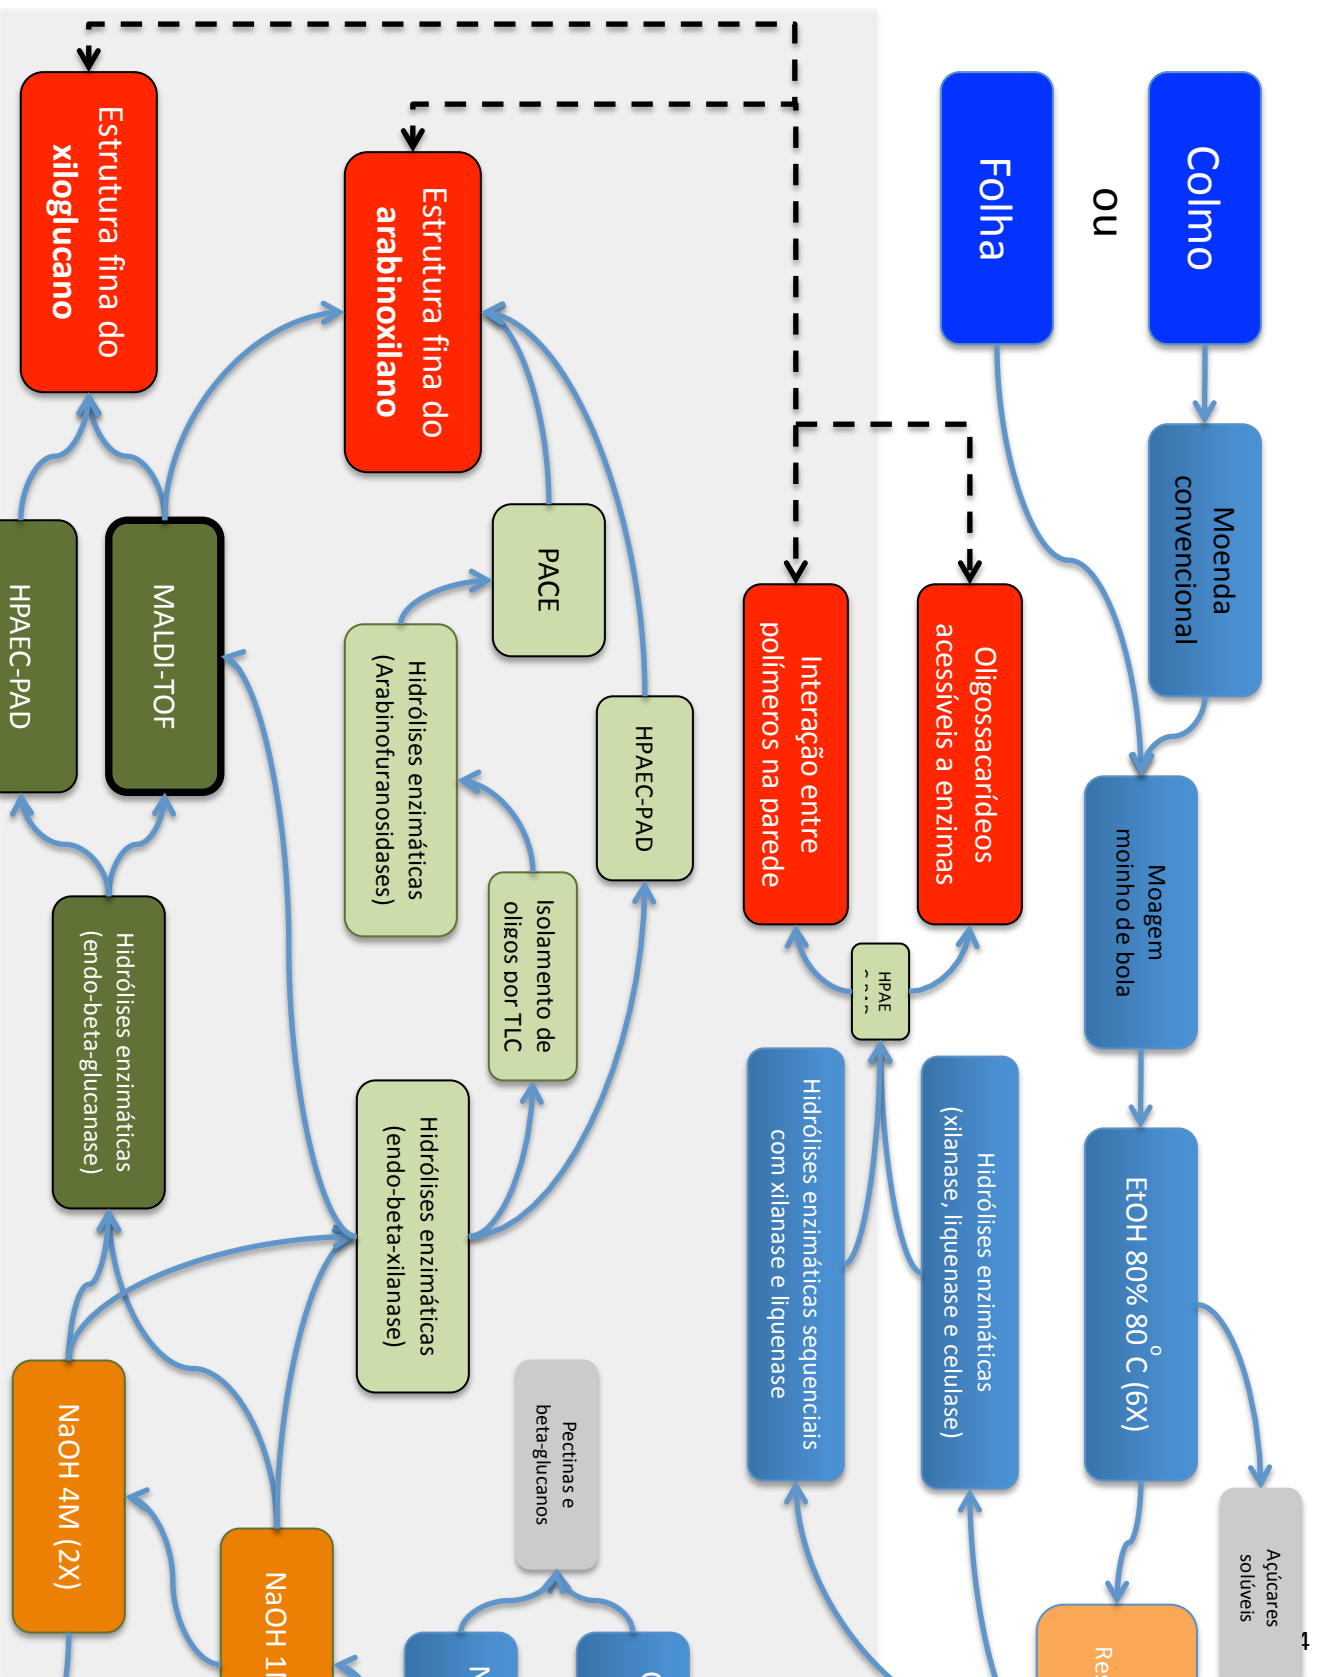 Colmo
ou
Folha
Moenda
convencional
Moagem
moinho de bola
EtOH 80% 80°C (6X)
Açúcares
solúveis
4
Oligossacarídeos
acessíveis a enzimas
Interação entre
polímeros na parede
HPAE
Hidrólises enzimáticas
(xilanase, liquenase e celulase)
Hidrólises enzimáticas sequenciais
com xilanase e liquenase
HPAEC-PAD
PACE
Isolamento de
oligos por TLC
Hidrólises enzimáticas
(Arabinofuranosidases)
Estrutura fina do
arabinoxilano
Hidrólises enzimáticas
(endo-beta-xilanase)
Pectinas e
beta-glucanos
Estrutura fina do
xiloglucano
MALDI-TOF
HPAEC-PAD
Hidrólises enzimáticas
(endo-beta-glucanase)
NaOH 4M (2X)
NaOH